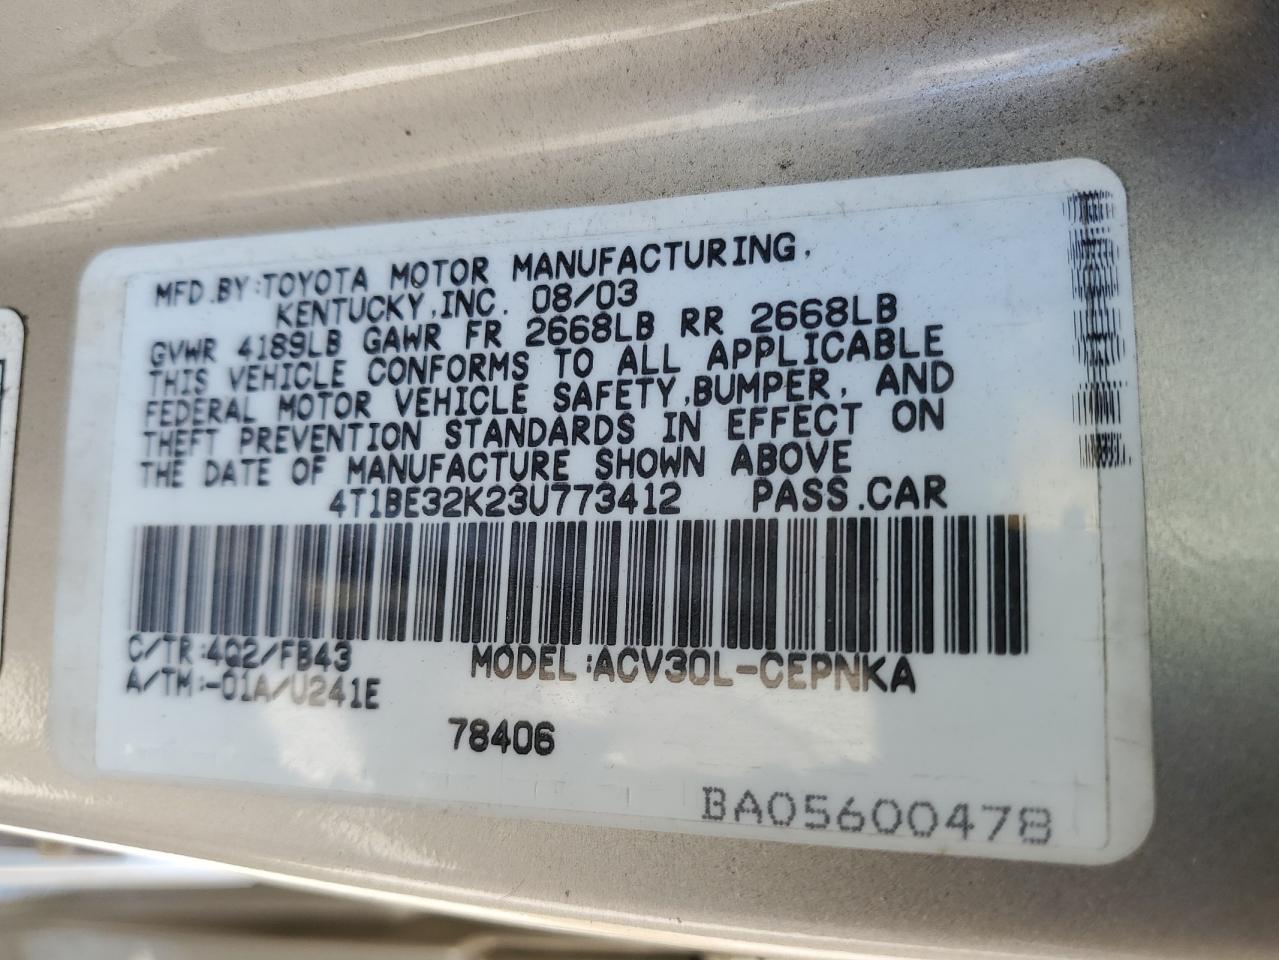 MFD.BY:TOYOTA MOTOR MANUFACTURING,
KENTUCKY,INC. 08/03
GVWR 4189LB GAWR FR 2668LB RR 2668LB
THIS VEHICLE CONFORMS TO ALL APPLICABLE
FEDERAL MOTOR VEHICLE SAFETY,BUMPER, AND
THEFT PREVENTION STANDARDS IN EFFECT ON
THE DATE OF MANUFACTURE SHOWN ABOVE
4T1BE32K23U773412 PASS.CAR
C/TR:4Q2/FB43 MODEL:ACV30L-CEPNKA
A/TM:-01A/U241E
78406
BA05600478